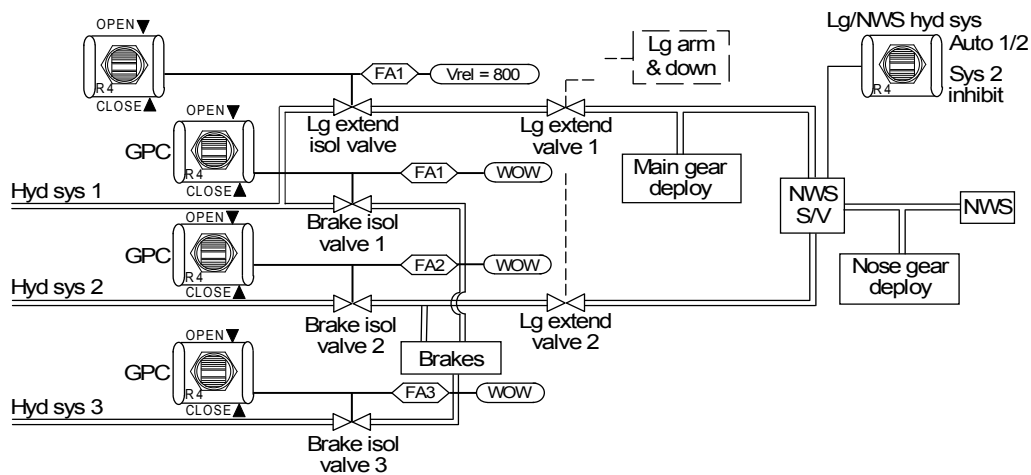 OPEN
R4
CLOSE
FA1
Vrel = 800
Lg arm
& down
Lg/NWS hyd sys
Auto 1/2
Sys 2
inhibit
R4
OPEN
GPC
R4
CLOSE
Lg extend
isol valve
Lg extend
valve 1
FA1
WOW
Main gear
deploy
Hyd sys 1
Brake isol
valve 1
NWS
S/V
NWS
OPEN
GPC
R4
CLOSE
FA2
WOW
Nose gear
deploy
Hyd sys 2
Brake isol
valve 2
Lg extend
valve 2
Brakes
OPEN
GPC
R4
CLOSE
FA3
WOW
Hyd sys 3
Brake isol
valve 3